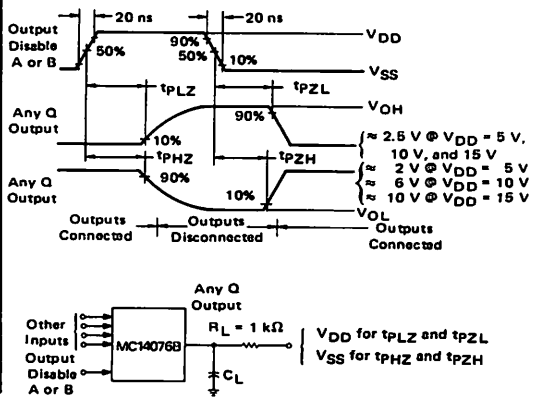 20 ns
20 ns
Output
Disable
A or B
50%
90%
50%
10%
VDD
VSS
tPLZ
tPZL
Any Q
Output
10%
90%
VOH
≈ 2.5 V @ VDD = 5 V,
10 V, and 15 V
tPHZ
tPZH
Any Q
Output
90%
10%
≈ 2 V @ VDD = 5 V
≈ 6 V @ VDD = 10 V
≈ 10 V @ VDD = 15 V
VOL
Outputs
Connected
Outputs
Disconnected
Outputs
Connected
Any Q
Output
Other
Inputs
Output
Disable
A or B
MC14076B
RL = 1 kΩ
CL
VDD for tPLZ and tPZL
VSS for tPHZ and tPZH